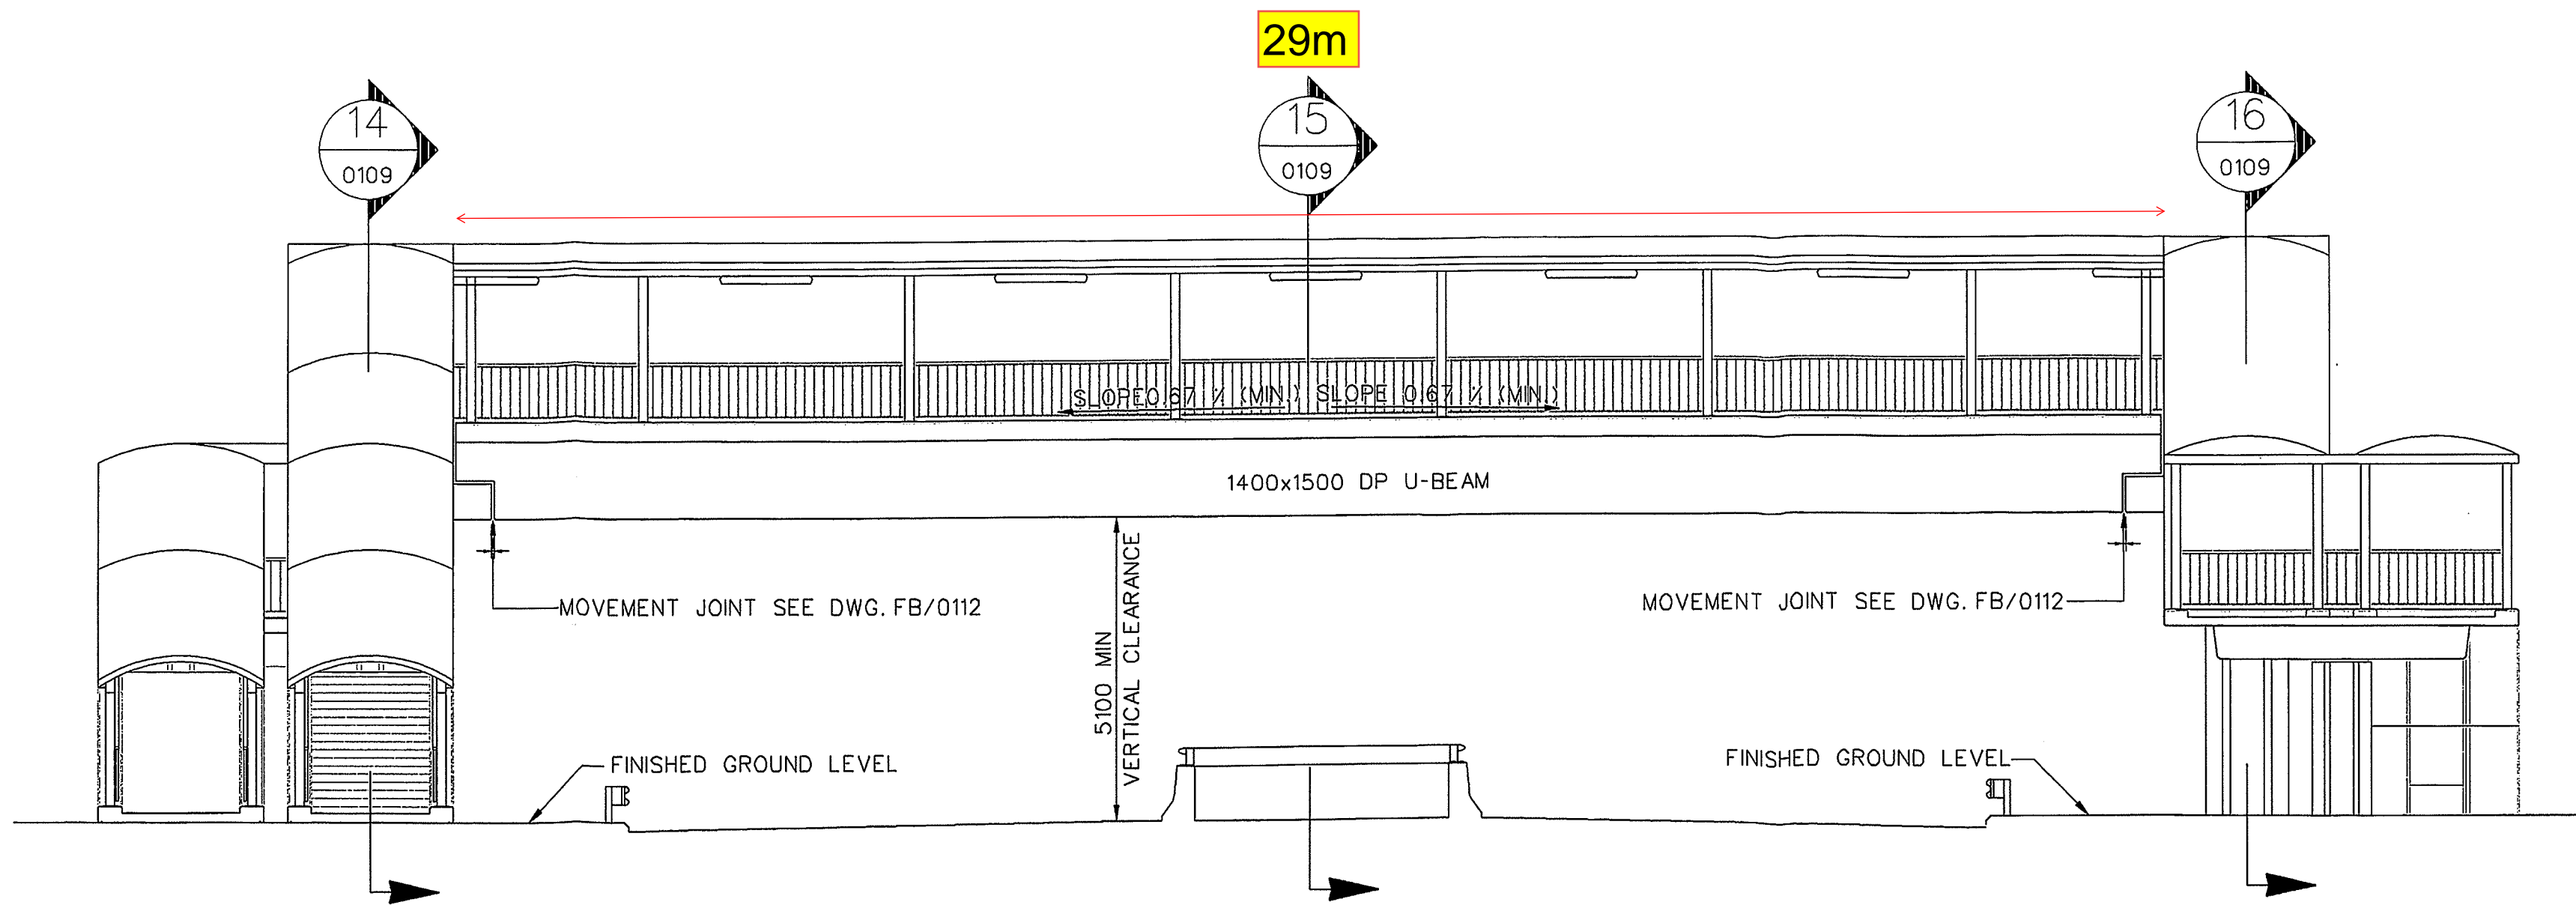 29m
14
0109
15
0109
16
0109
SLOPE0.67 % (MIN.) SLOPE 0.67 % (MIN.)
1400x1500 DP U-BEAM
MOVEMENT JOINT SEE DWG. FB/0112
5100 MIN
VERTICAL CLEARANCE
MOVEMENT JOINT SEE DWG. FB/0112
FINISHED GROUND LEVEL
FINISHED GROUND LEVEL